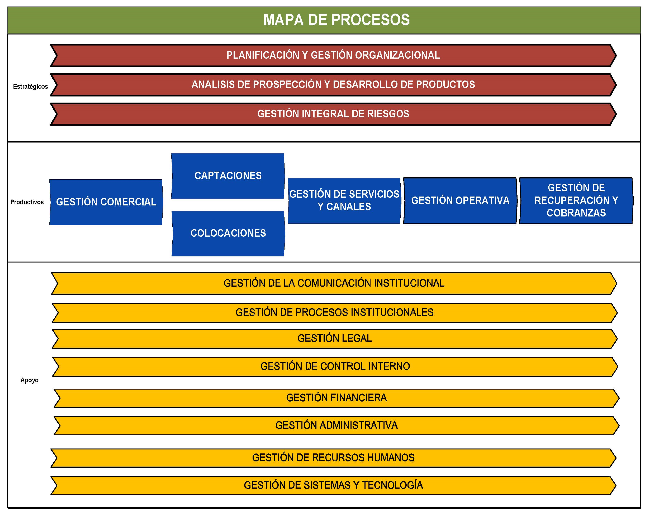 MAPA DE PROCESOS
Estratégicos
PLANIFICACIÓN Y GESTIÓN ORGANIZACIONAL
ANALISIS DE PROSPECCIÓN Y DESARROLLO DE PRODUCTOS
GESTIÓN INTEGRAL DE RIESGOS
Productivos
GESTIÓN COMERCIAL
CAPTACIONES
COLOCACIONES
GESTIÓN DE SERVICIOS
Y CANALES
GESTIÓN OPERATIVA
GESTIÓN DE
RECUPERACIÓN Y
COBRANZAS
Apoyo
GESTIÓN DE LA COMUNICACIÓN INSTITUCIONAL
GESTIÓN DE PROCESOS INSTITUCIONALES
GESTIÓN LEGAL
GESTIÓN DE CONTROL INTERNO
GESTIÓN FINANCIERA
GESTIÓN ADMINISTRATIVA
GESTIÓN DE RECURSOS HUMANOS
GESTIÓN DE SISTEMAS Y TECNOLOGÍA